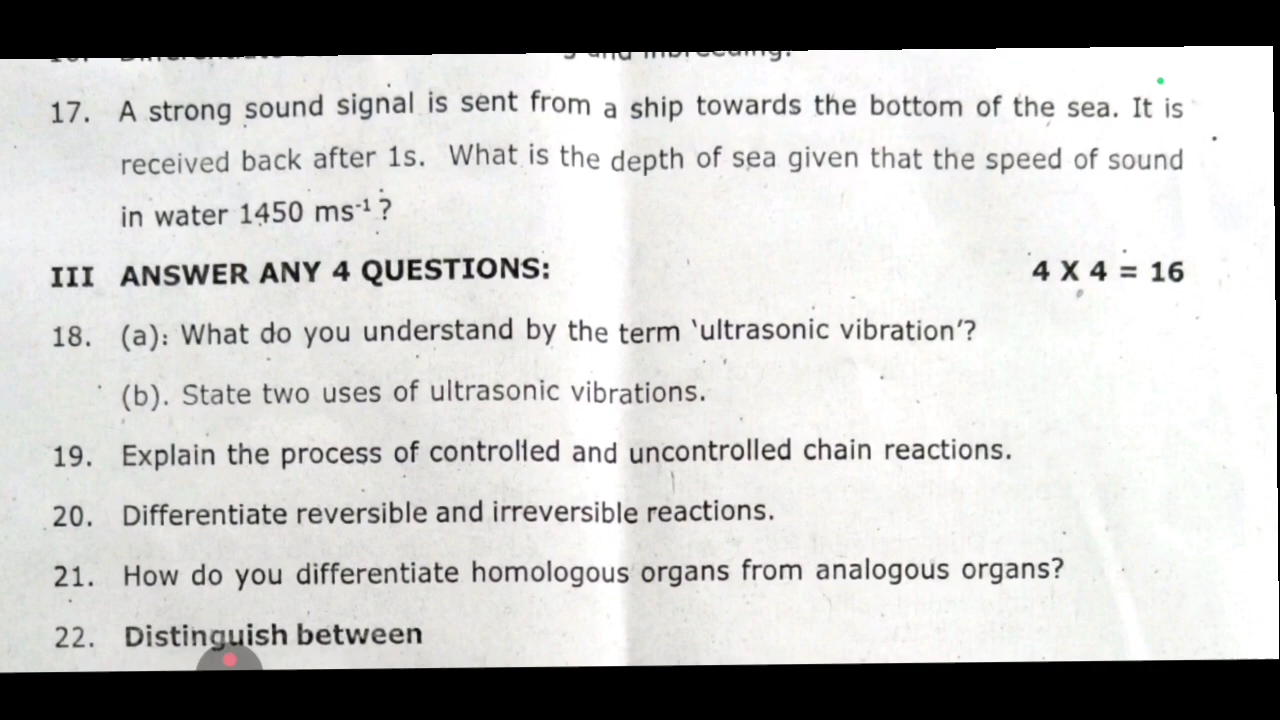 and inbreeding.
17. A strong sound signal is sent from a ship towards the bottom of the sea. It is
received back after 1s. What is the depth of sea given that the speed of sound
in water 1450 ms⁻¹ ?
III ANSWER ANY 4 QUESTIONS: 4 X 4 = 16
18. (a): What do you understand by the term 'ultrasonic vibration'?
(b). State two uses of ultrasonic vibrations.
19. Explain the process of controlled and uncontrolled chain reactions.
20. Differentiate reversible and irreversible reactions.
21. How do you differentiate homologous organs from analogous organs?
22. Distinguish between